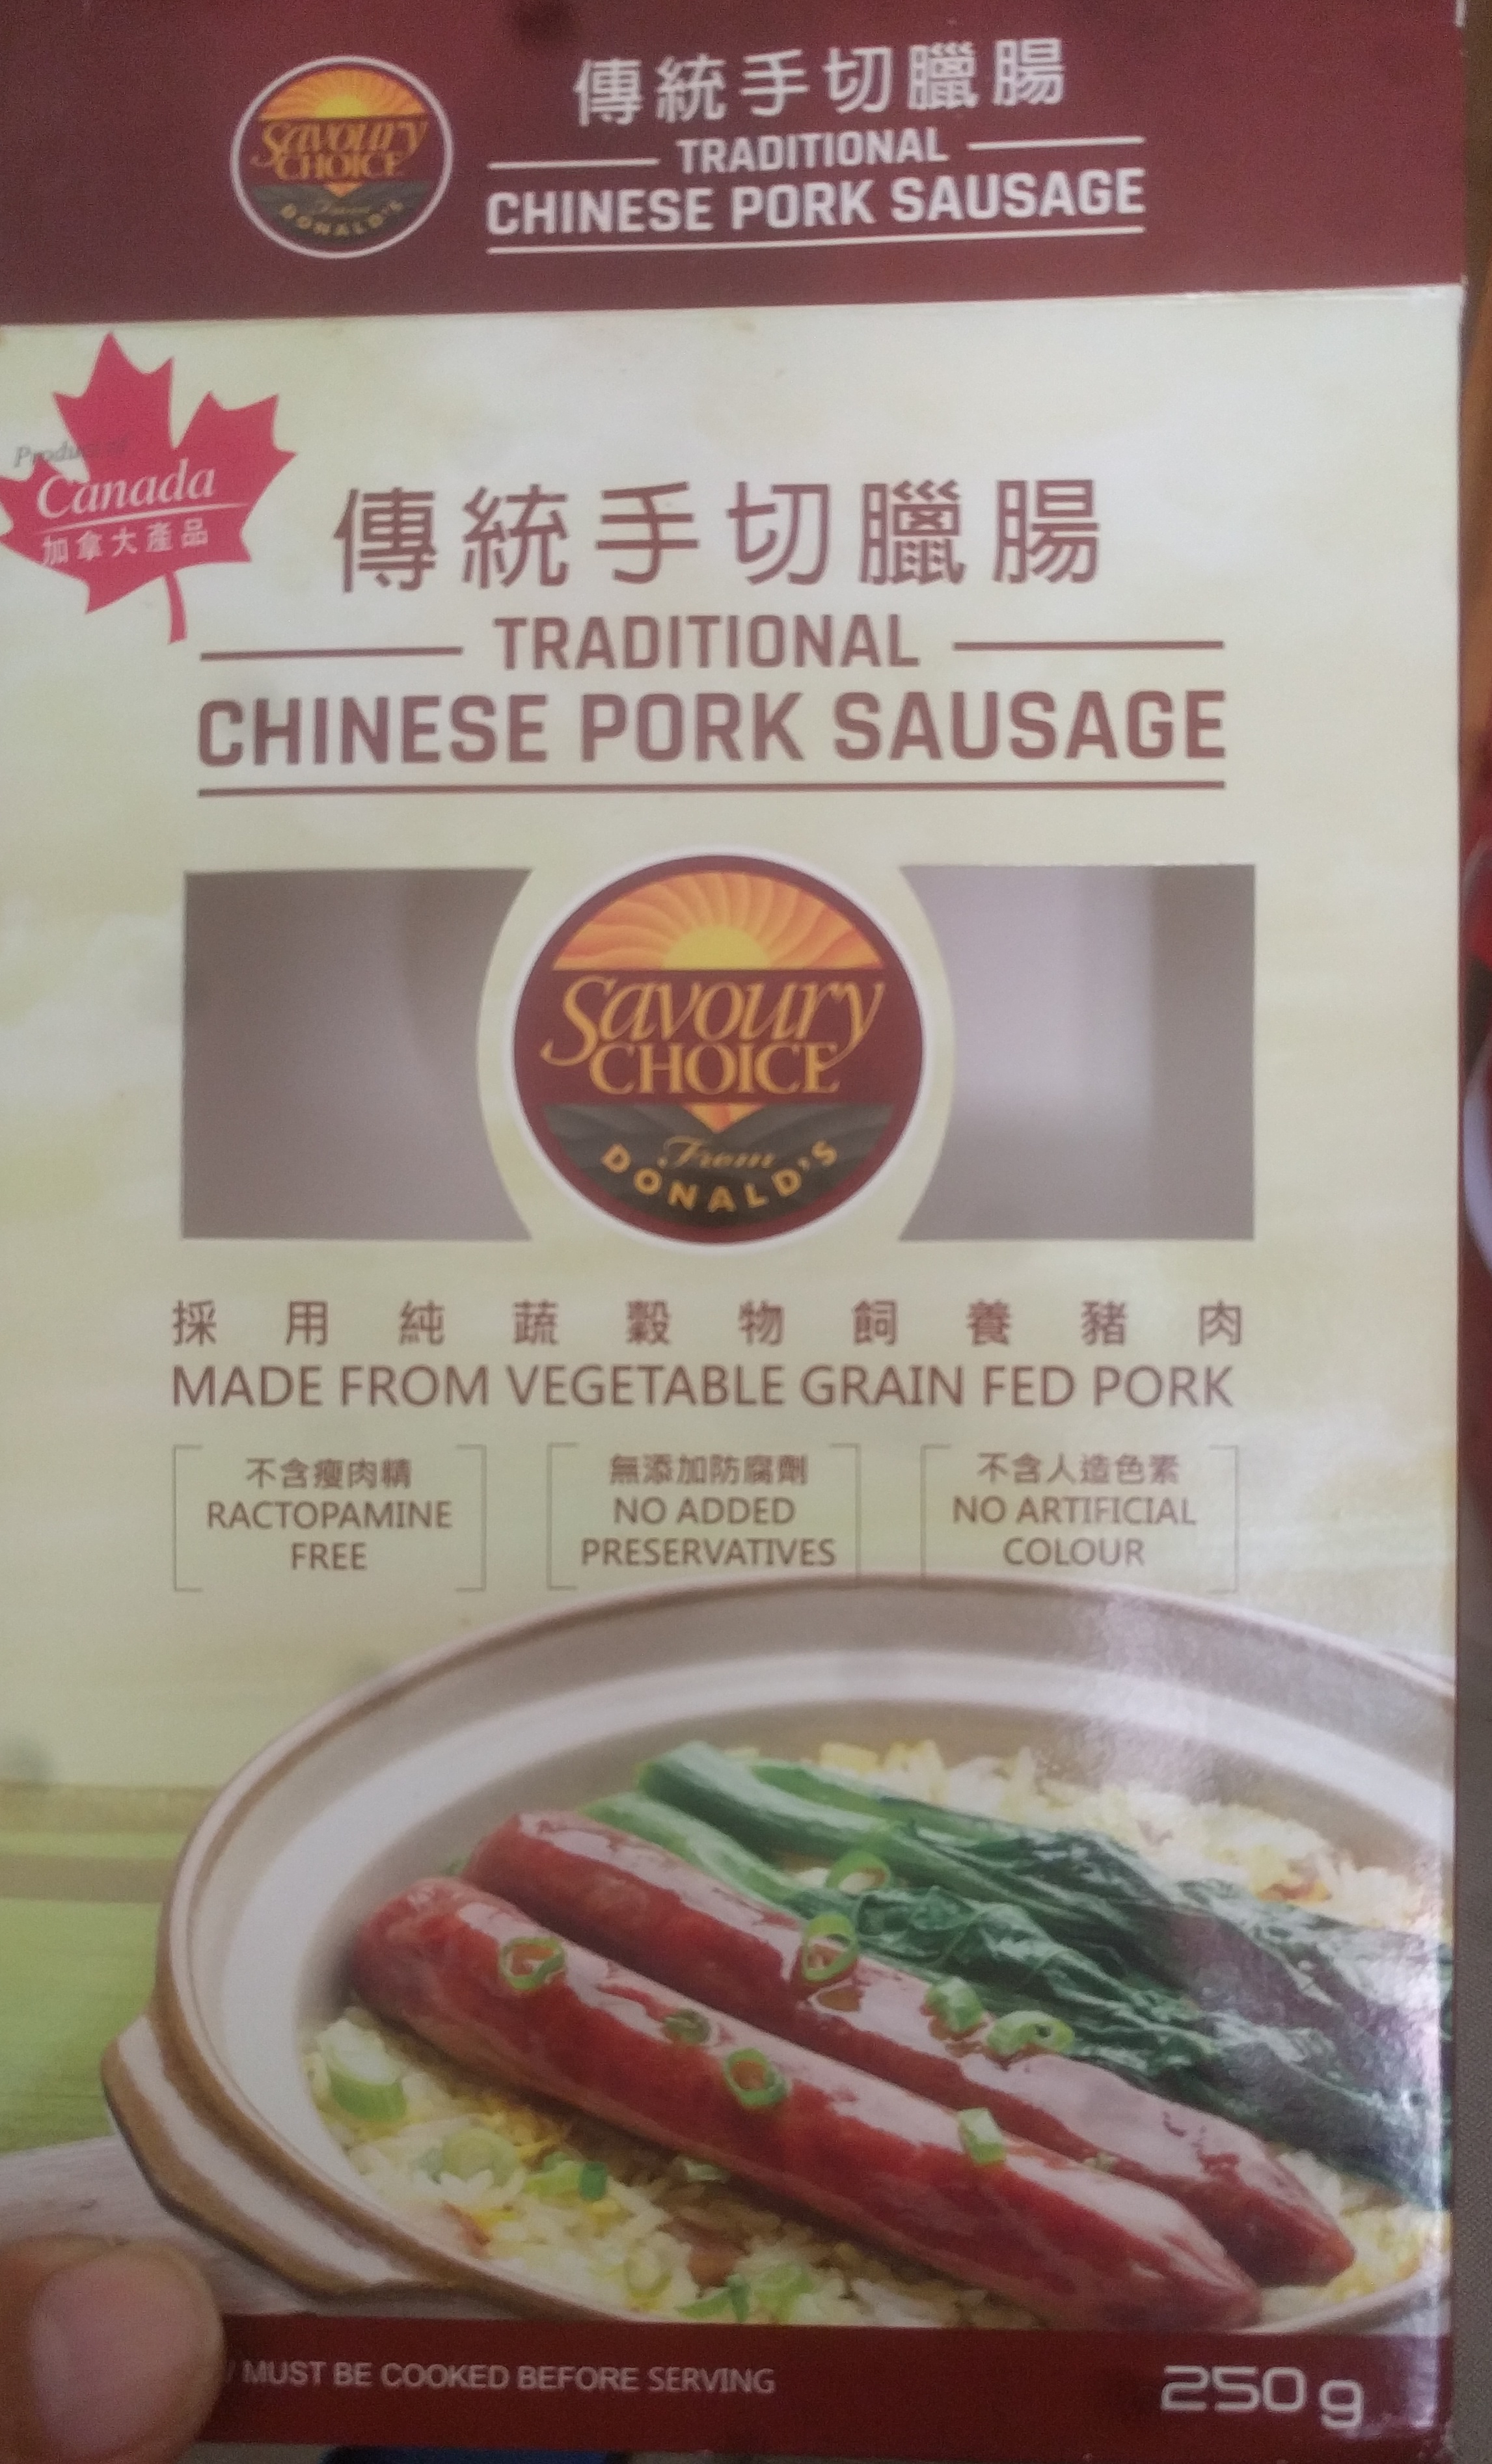 Savoury
CHOICE
From
DONALD'S
傳統手切臘腸
TRADITIONAL
CHINESE PORK SAUSAGE
Product of
Canada
加拿大產品
傳統手切臘腸
TRADITIONAL
CHINESE PORK SAUSAGE
Savoury
CHOICE
From
DONALD'S
採用純蔬穀物飼養豬肉
MADE FROM VEGETABLE GRAIN FED PORK
不含瘦肉精
RACTOPAMINE
FREE
無添加防腐劑
NO ADDED
PRESERVATIVES
不含人造色素
NO ARTIFICIAL
COLOUR
/ MUST BE COOKED BEFORE SERVING
250 g